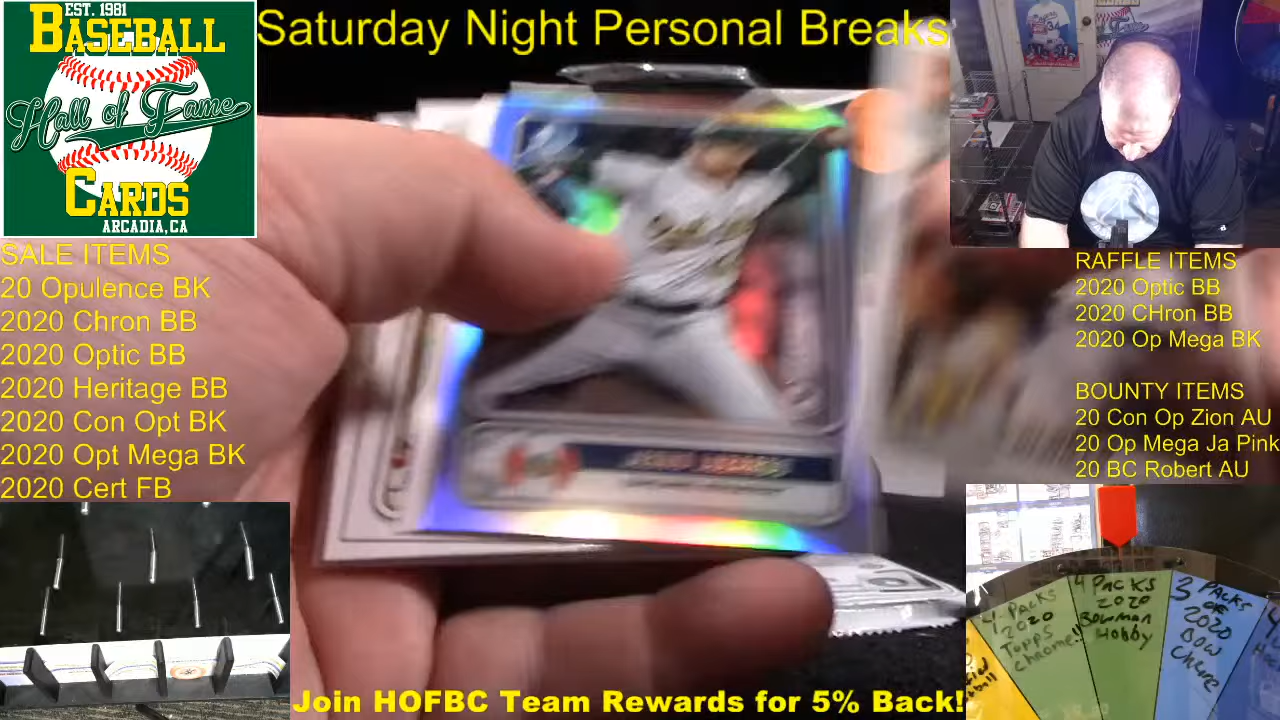 EST. 1981
BASEBALL
Hall of Fame
CARDS
ARCADIA,CA
Saturday Night Personal Breaks
SALE ITEMS
20 Opulence BK
2020 Chron BB
2020 Optic BB
2020 Heritage BB
2020 Con Opt BK
2020 Opt Mega BK
2020 Cert FB
RAFFLE ITEMS
2020 Optic BB
2020 CHron BB
2020 Op Mega BK
BOUNTY ITEMS
20 Con Op Zion AU
20 Op Mega Ja Pink
20 BC Robert AU
4 PACKS
2020
TOPPS
CHROME!!
4 PACKS
2020
BOWMAN
HOBBY
3 PACKS
OF
2020
BOW
CHROME
Join HOFBC Team Rewards for 5% Back!